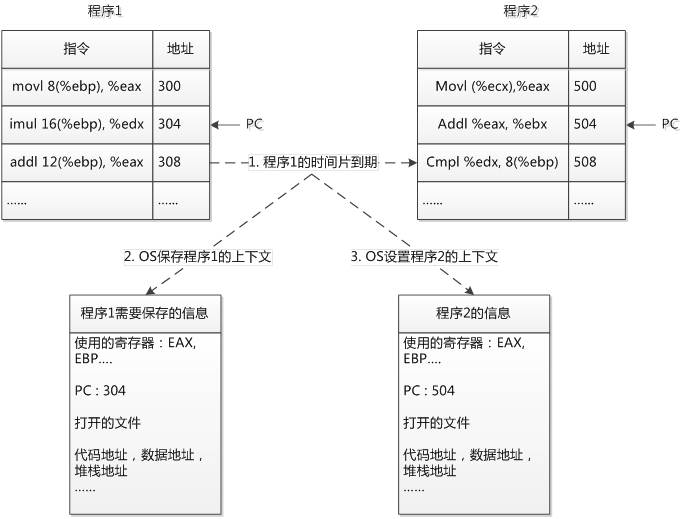 程序1
指令 地址
movl 8(%ebp), %eax 300
imul 16(%ebp), %edx 304
PC
addl 12(%ebp), %eax 308
...... ......
程序2
指令 地址
Movl (%ecx),%eax 500
Addl %eax, %ebx 504
PC
Cmpl %edx, 8(%ebp) 508
...... ......
1. 程序1的时间片到期
2. OS保存程序1的上下文
3. OS设置程序2的上下文
程序1需要保存的信息
使用的寄存器：EAX,
EBP....
PC : 304
打开的文件
代码地址，数据地址，
堆栈地址
......
程序2的信息
使用的寄存器：EAX,
EBP....
PC : 504
打开的文件
代码地址，数据地址，
堆栈地址
......